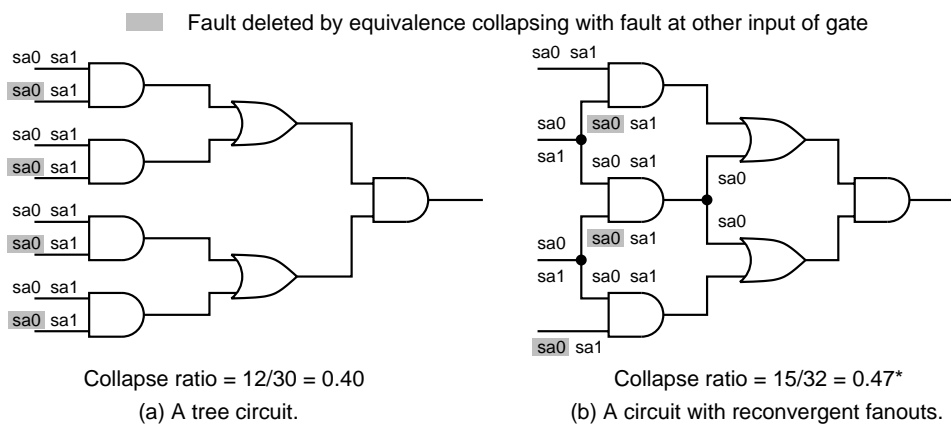 Fault deleted by equivalence collapsing with fault at other input of gate
sa0 sa1
sa0 sa1
sa0 sa1
sa0 sa1
sa0 sa1
sa0 sa1
sa0 sa1
sa0 sa1
Collapse ratio = 12/30 = 0.40
(a) A tree circuit.
sa0 sa1
sa0
sa0 sa1
sa1
sa0 sa1
sa0
sa0
sa0
sa0 sa1
sa1
sa0 sa1
sa0 sa1
Collapse ratio = 15/32 = 0.47*
(b) A circuit with reconvergent fanouts.